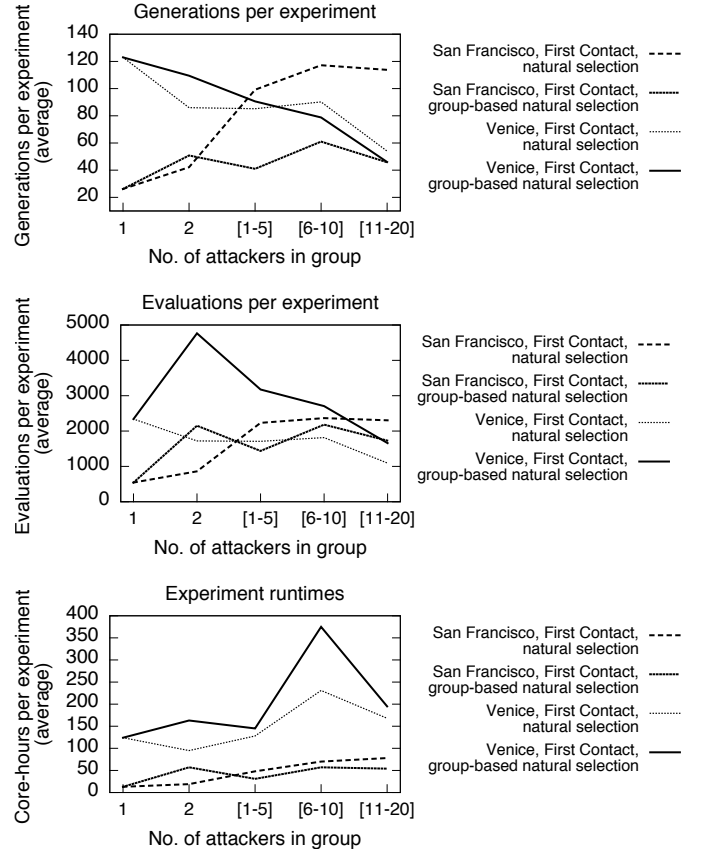 Generations per experiment
Generations per experiment
(average)
140
120
100
80
60
40
20
1 2 [1-5] [6-10] [11-20]
No. of attackers in group
San Francisco, First Contact,
natural selection
San Francisco, First Contact,
group-based natural selection
Venice, First Contact,
natural selection
Venice, First Contact,
group-based natural selection
Evaluations per experiment
Evaluations per experiment
(average)
5000
4000
3000
2000
1000
0
1 2 [1-5] [6-10] [11-20]
No. of attackers in group
San Francisco, First Contact,
natural selection
San Francisco, First Contact,
group-based natural selection
Venice, First Contact,
natural selection
Venice, First Contact,
group-based natural selection
Experiment runtimes
Core-hours per experiment
(average)
400
350
300
250
200
150
100
50
0
1 2 [1-5] [6-10] [11-20]
No. of attackers in group
San Francisco, First Contact,
natural selection
San Francisco, First Contact,
group-based natural selection
Venice, First Contact,
natural selection
Venice, First Contact,
group-based natural selection